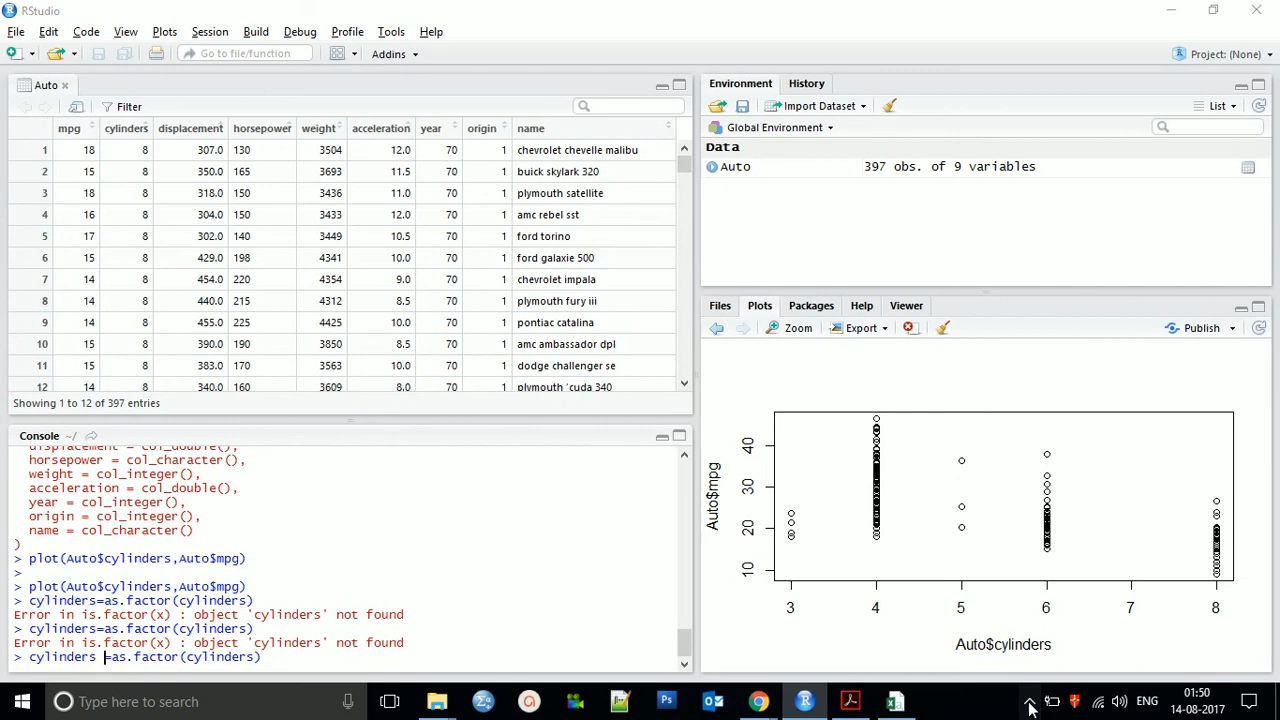 RStudio
File Edit Code View Plots Session Build Debug Profile Tools Help
Go to file/function Addins Project: (None)
Auto
Filter
mpg cylinders displacement horsepower weight acceleration year origin name
1 18 8 307.0 130 3504 12.0 70 1 chevrolet chevelle malibu
2 15 8 350.0 165 3693 11.5 70 1 buick skylark 320
3 18 8 318.0 150 3436 11.0 70 1 plymouth satellite
4 16 8 304.0 150 3433 12.0 70 1 amc rebel sst
5 17 8 302.0 140 3449 10.5 70 1 ford torino
6 15 8 429.0 198 4341 10.0 70 1 ford galaxie 500
7 14 8 454.0 220 4354 9.0 70 1 chevrolet impala
8 14 8 440.0 215 4312 8.5 70 1 plymouth fury iii
9 14 8 455.0 225 4425 10.0 70 1 pontiac catalina
10 15 8 390.0 190 3850 8.5 70 1 amc ambassador dpl
11 15 8 383.0 170 3563 10.0 70 1 dodge challenger se
12 14 8 340.0 160 3609 8.0 70 1 plymouth 'cuda 340
Showing 1 to 12 of 397 entries
Console ~/
displacement = col_double(),
horsepower = col_character(),
weight = col_integer(),
acceleration = col_double(),
year = col_integer(),
origin = col_integer(),
name = col_character()
)
> plot(Auto$cylinders,Auto$mpg)
>
> plot(Auto$cylinders,Auto$mpg)
> cylinders=as.factor(cylinders)
Error in is.factor(x) : object 'cylinders' not found
> cylinders=as.factor(cylinders)
Error in is.factor(x) : object 'cylinders' not found
> cylinders =as.factor(cylinders)
Environment History
Import Dataset List
Global Environment
Data
Auto 397 obs. of 9 variables
Files Plots Packages Help Viewer
Zoom Export Publish
Auto$mpg
40
30
20
10
3 4 5 6 7 8
Auto$cylinders
Type here to search
ENG
01:50
14-08-2017